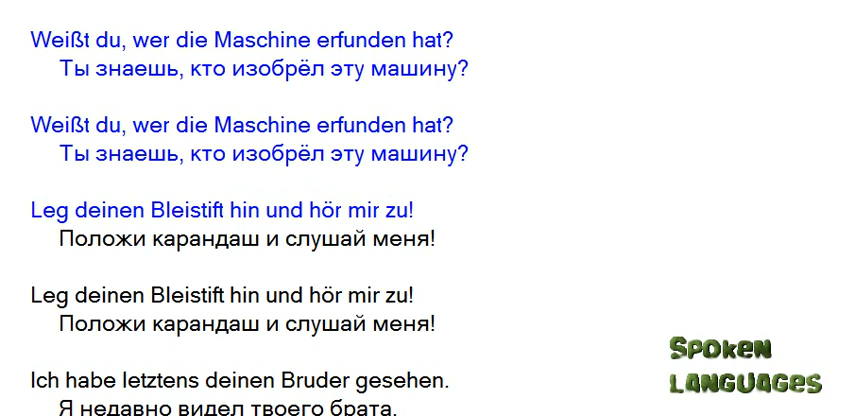 Weißt du, wer die Maschine erfunden hat?
Ты знаешь, кто изобрёл эту машину?
Weißt du, wer die Maschine erfunden hat?
Ты знаешь, кто изобрёл эту машину?
Leg deinen Bleistift hin und hör mir zu!
Положи карандаш и слушай меня!
Leg deinen Bleistift hin und hör mir zu!
Положи карандаш и слушай меня!
Ich habe letztens deinen Bruder gesehen.
Я недавно видел твоего брата.
Spoken
Languages